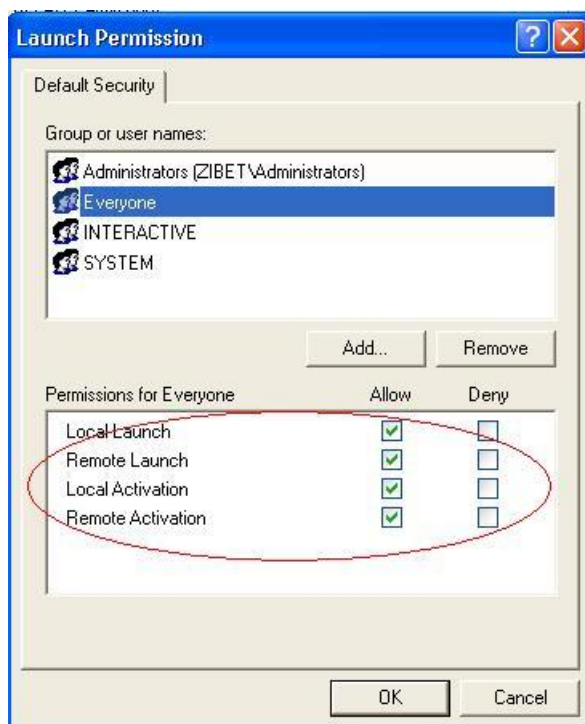 Launch Permission
Default Security
Group or user names:
Administrators (ZIBET\Administrators)
Everyone
INTERACTIVE
SYSTEM
Add... Remove
Permissions for Everyone Allow Deny
Local Launch
Remote Launch
Local Activation
Remote Activation
OK Cancel